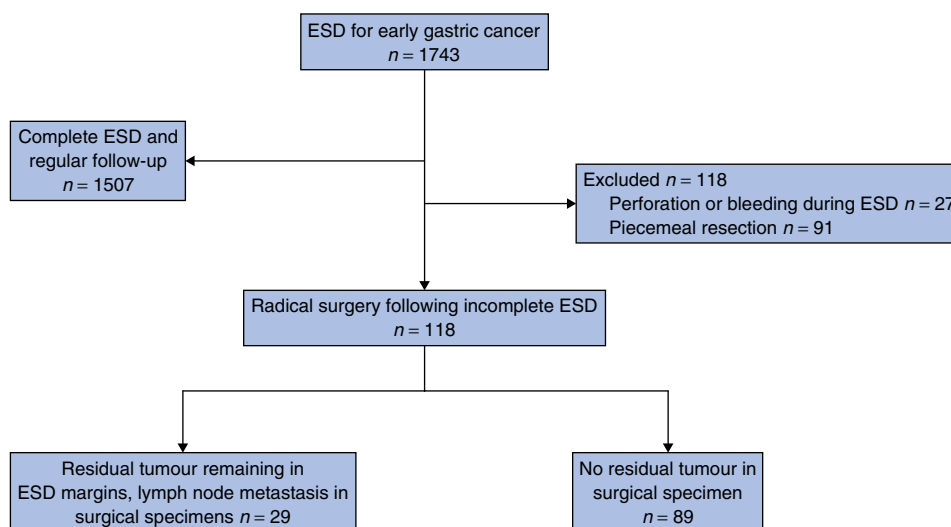 ESD for early gastric cancer
n = 1743
Complete ESD and
regular follow-up
n = 1507
Excluded n = 118
Perforation or bleeding during ESD n = 27
Piecemeal resection n = 91
Radical surgery following incomplete ESD
n = 118
Residual tumour remaining in
ESD margins, lymph node metastasis in
surgical specimens n = 29
No residual tumour in
surgical specimen
n = 89